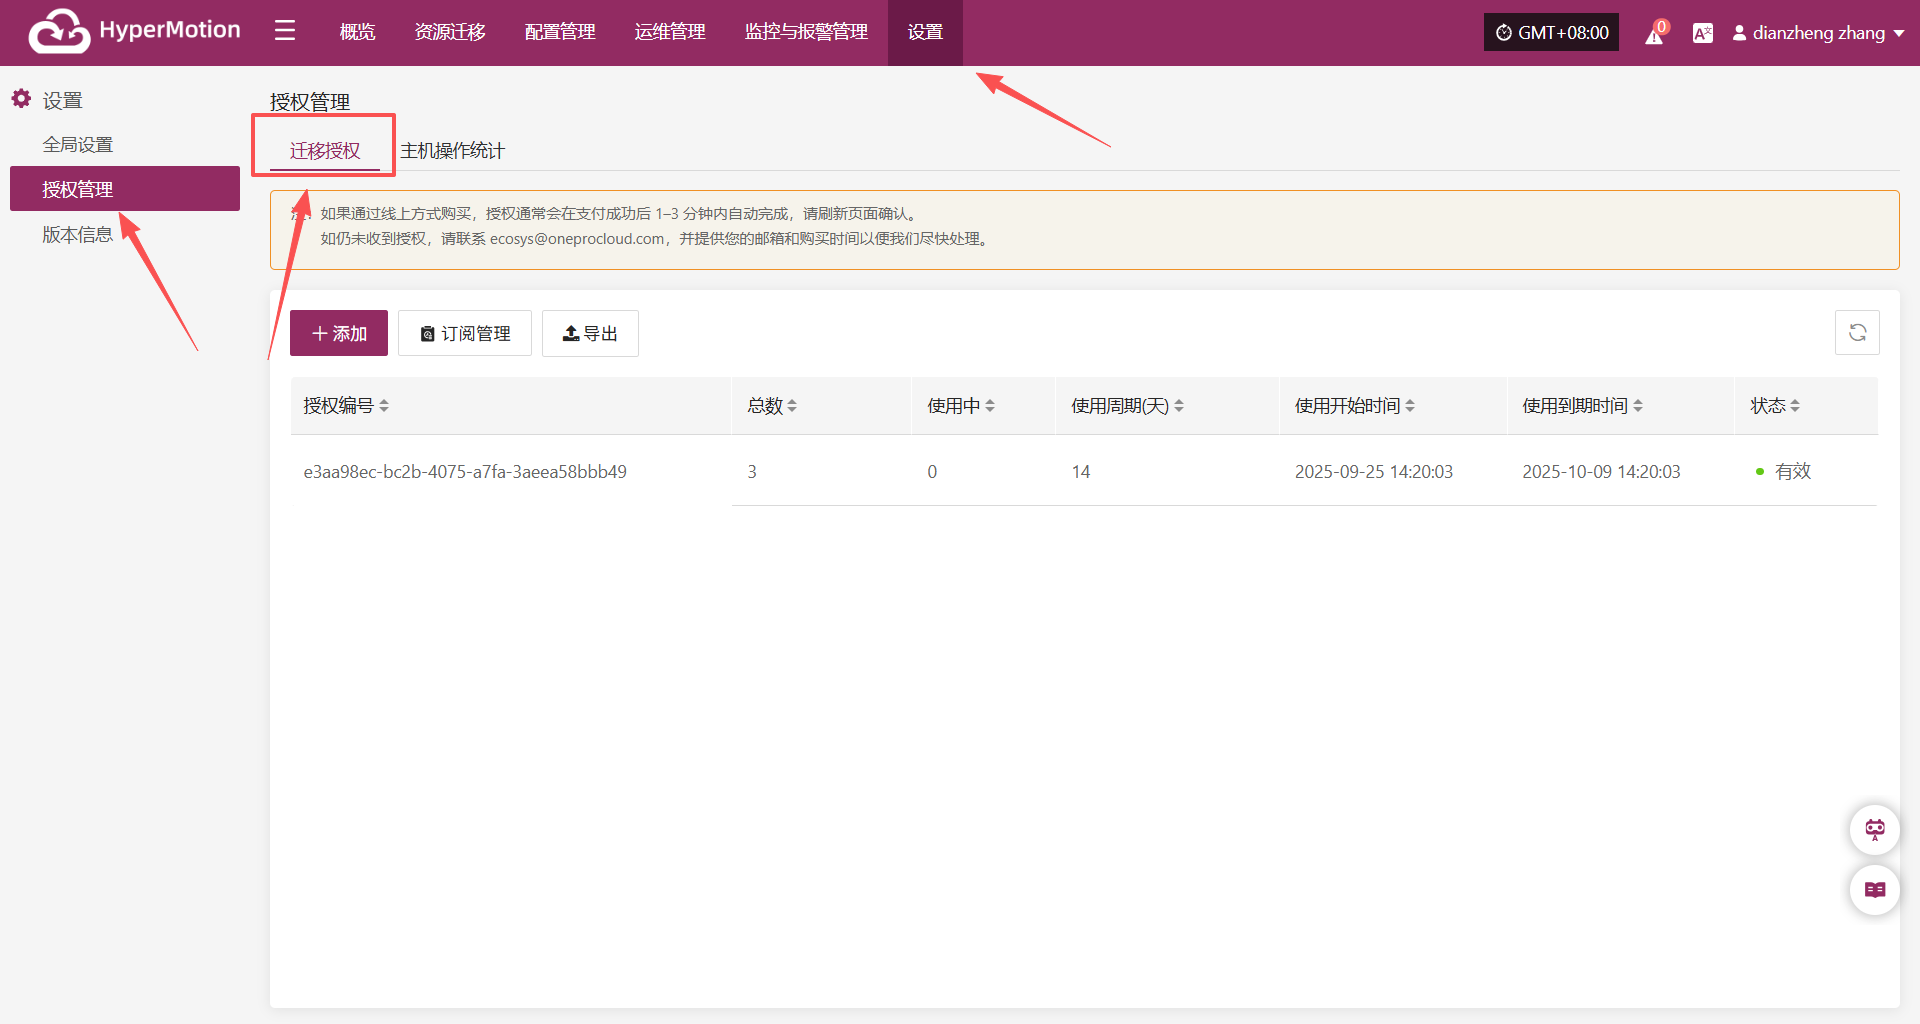 HyperMotion
概览
资源迁移
配置管理
运维管理
监控与报警管理
设置
GMT+08:00
0
dianzheng zhang
设置
全局设置
授权管理
版本信息
授权管理
迁移授权
主机操作统计
如果通过线上方式购买，授权通常会在支付成功后 1–3 分钟内自动完成，请刷新页面确认。
如仍未收到授权，请联系 ecosys@oneprocloud.com，并提供您的邮箱和购买时间以便我们尽快处理。
添加
订阅管理
导出
授权编号 总数 使用中 使用周期(天) 使用开始时间 使用到期时间 状态
e3aa98ec-bc2b-4075-a7fa-3aeea58bbb49 3 0 14 2025-09-25 14:20:03 2025-10-09 14:20:03 有效